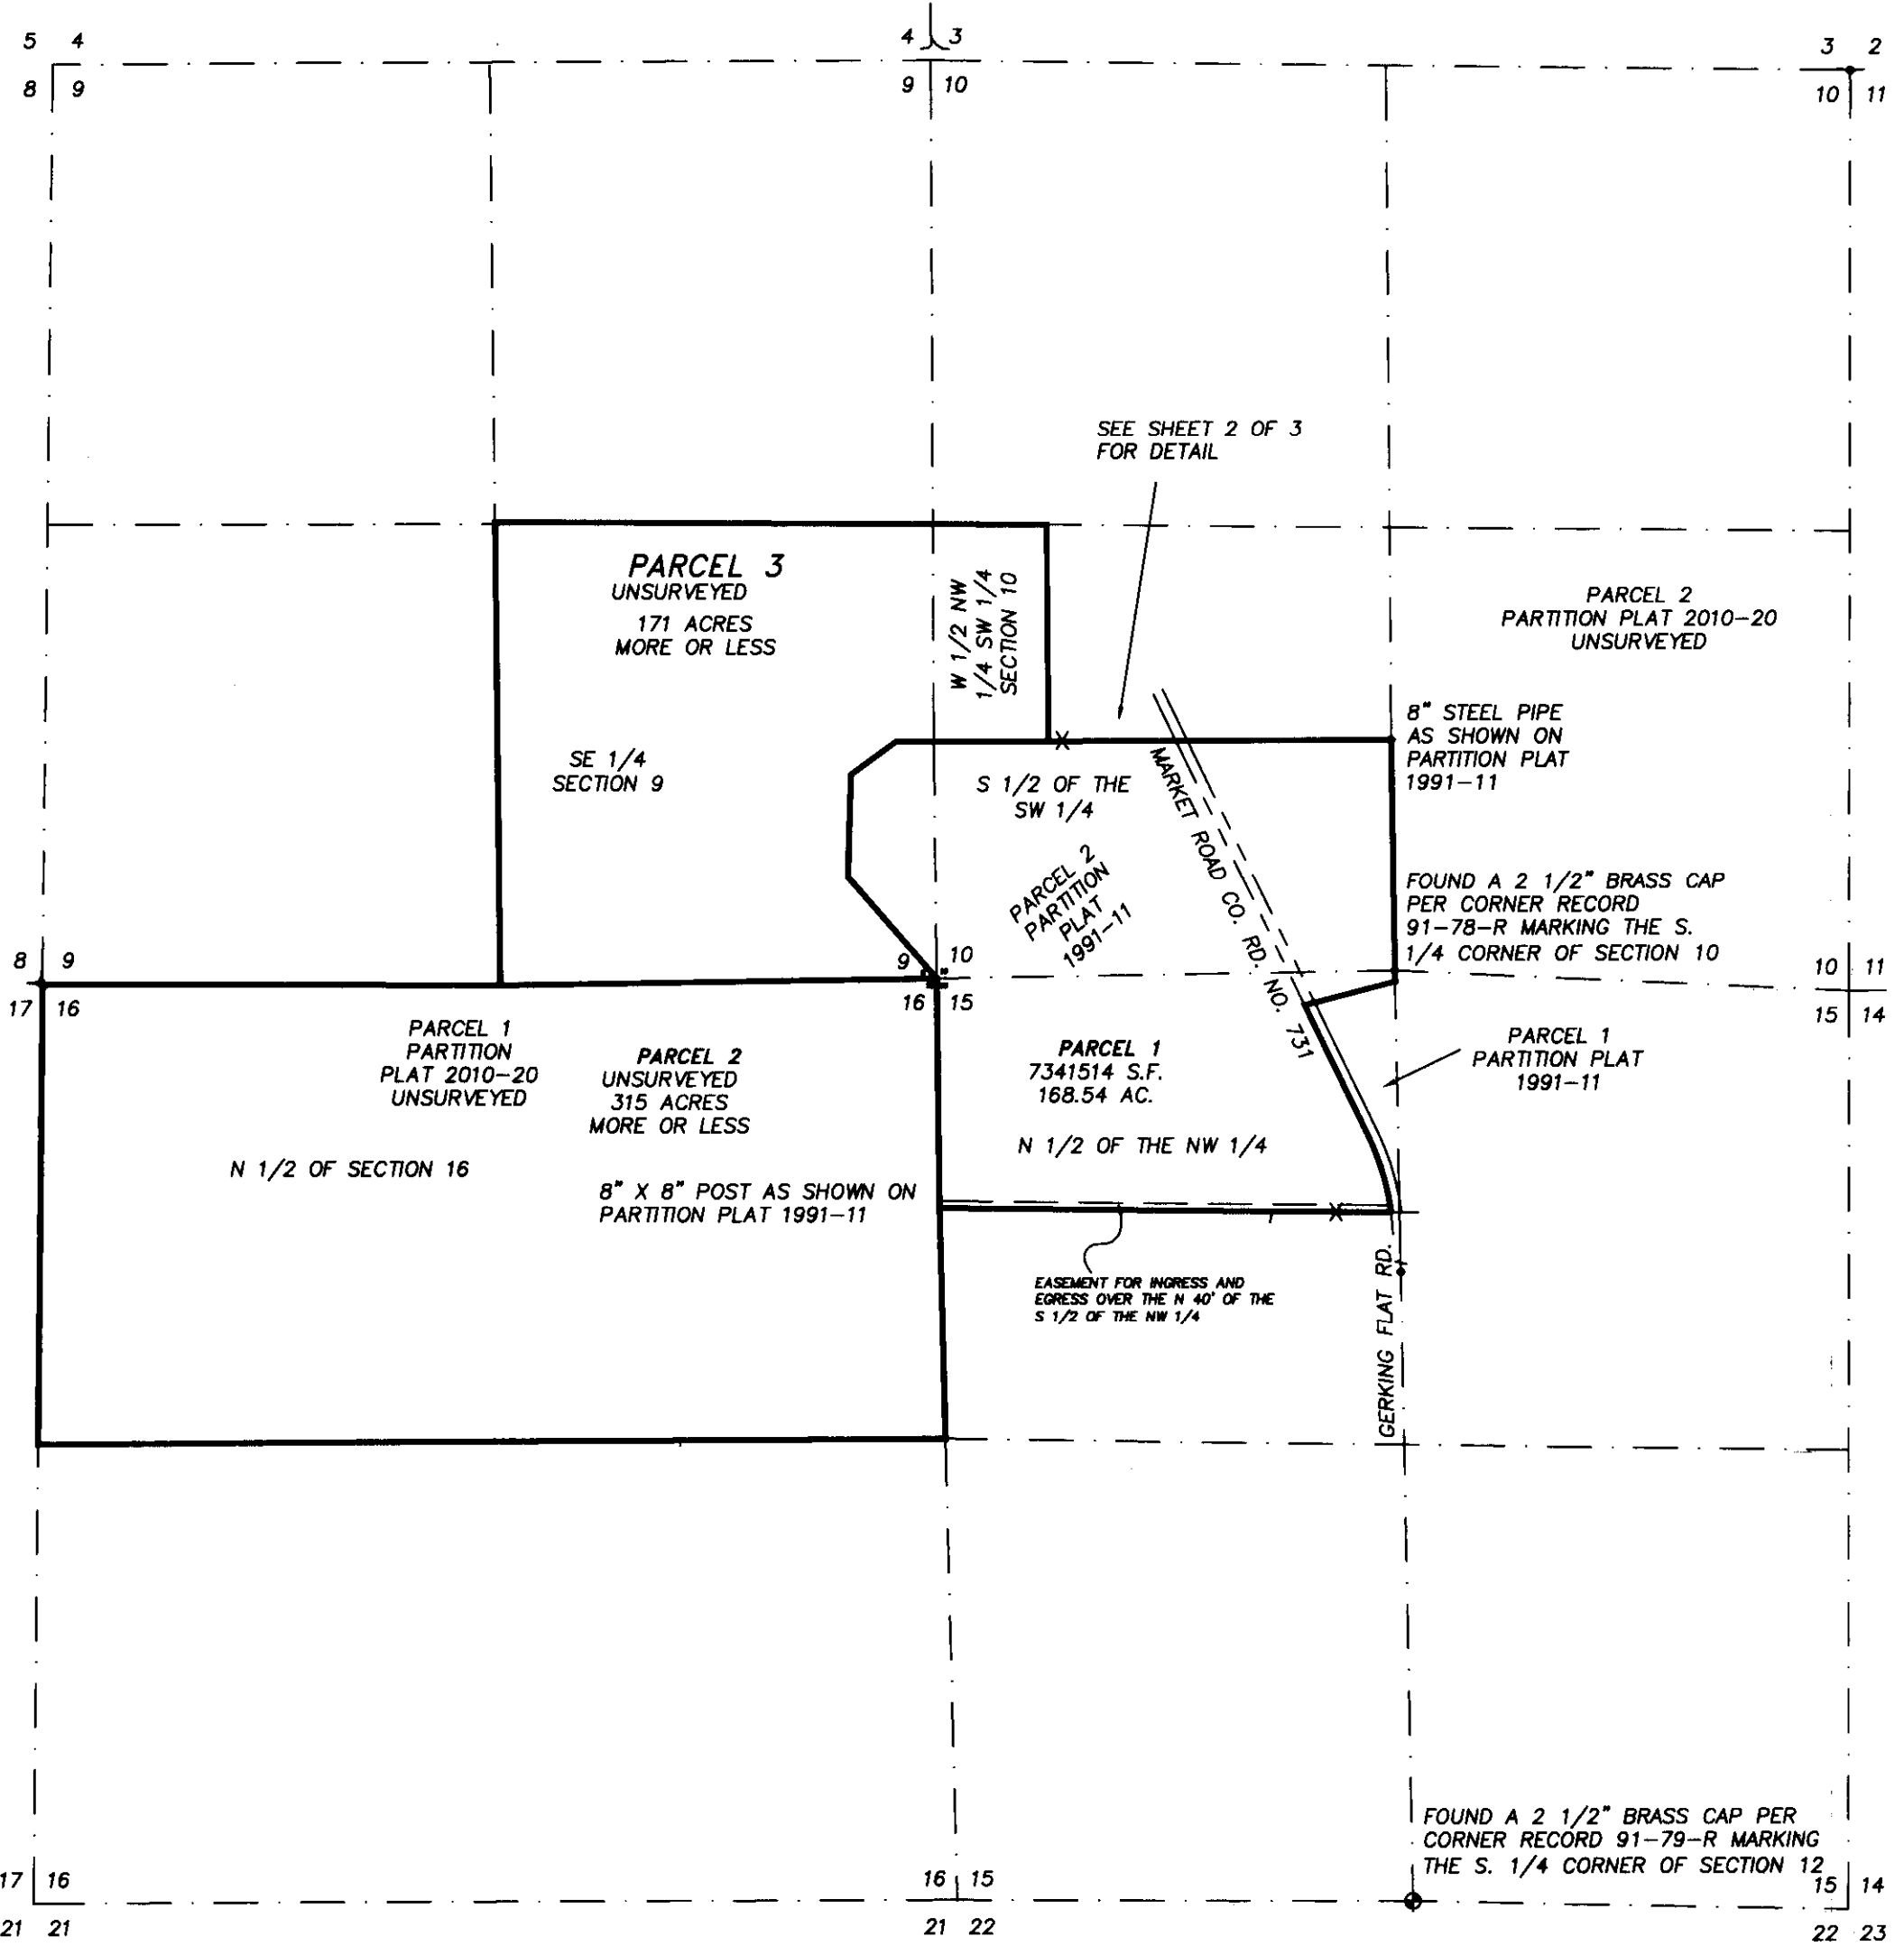 5 4
4 3
3 2
8 9
9 10
10 11
SEE SHEET 2 OF 3
FOR DETAIL
PARCEL 3
UNSURVEYED
171 ACRES
MORE OR LESS
W 1/2 NW
1/4 SW 1/4
SECTION 10
PARCEL 2
PARTITION PLAT 2010-20
UNSURVEYED
SE 1/4
SECTION 9
S 1/2 OF THE
SW 1/4
MARKET ROAD CO. RD. NO. 731
8" STEEL PIPE
AS SHOWN ON
PARTITION PLAT
1991-11
PARCEL 2
PARTITION
PLAT
1991-11
FOUND A 2 1/2" BRASS CAP
PER CORNER RECORD
91-78-R MARKING THE S.
1/4 CORNER OF SECTION 10
8 9
9 10
10 11
17 16
16 15
15 14
PARCEL 1
PARTITION
PLAT 2010-20
UNSURVEYED
PARCEL 2
UNSURVEYED
315 ACRES
MORE OR LESS
PARCEL 1
7341514 S.F.
168.54 AC.
PARCEL 1
PARTITION PLAT
1991-11
N 1/2 OF SECTION 16
N 1/2 OF THE NW 1/4
8" X 8" POST AS SHOWN ON
PARTITION PLAT 1991-11
EASEMENT FOR INGRESS AND
EGRESS OVER THE N 40' OF THE
S 1/2 OF THE NW 1/4
GERKING FLAT RD.
FOUND A 2 1/2" BRASS CAP PER
CORNER RECORD 91-79-R MARKING
THE S. 1/4 CORNER OF SECTION 12
17 16
16 15
15 14
21 21
21 22
22 23